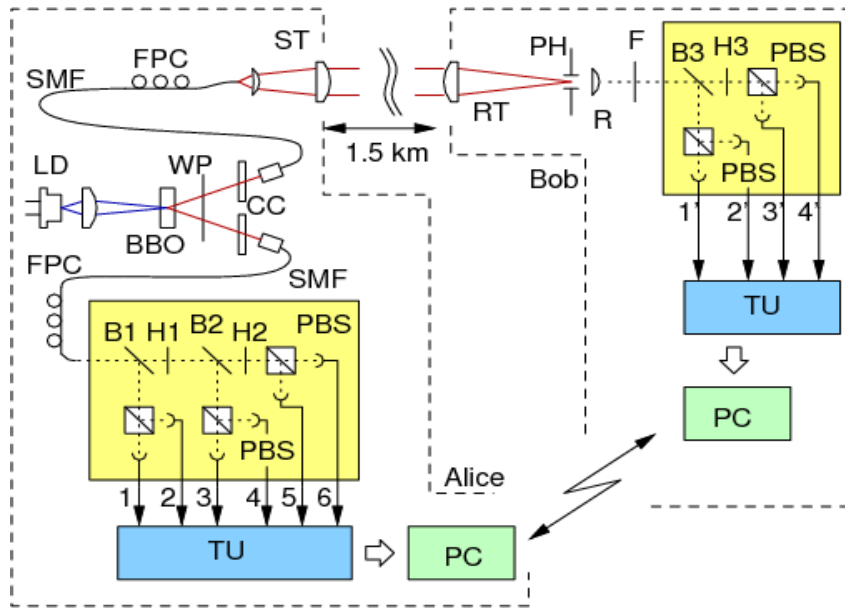 FPC
ST
PH
F
B3 H3
PBS
SMF
RT
R
1.5 km
LD
WP
CC
BBO
Bob
PBS
1' 2' 3' 4'
FPC
SMF
TU
B1 H1 B2 H2 PBS
PBS
PC
Alice
1 2 3 4 5 6
TU
PC